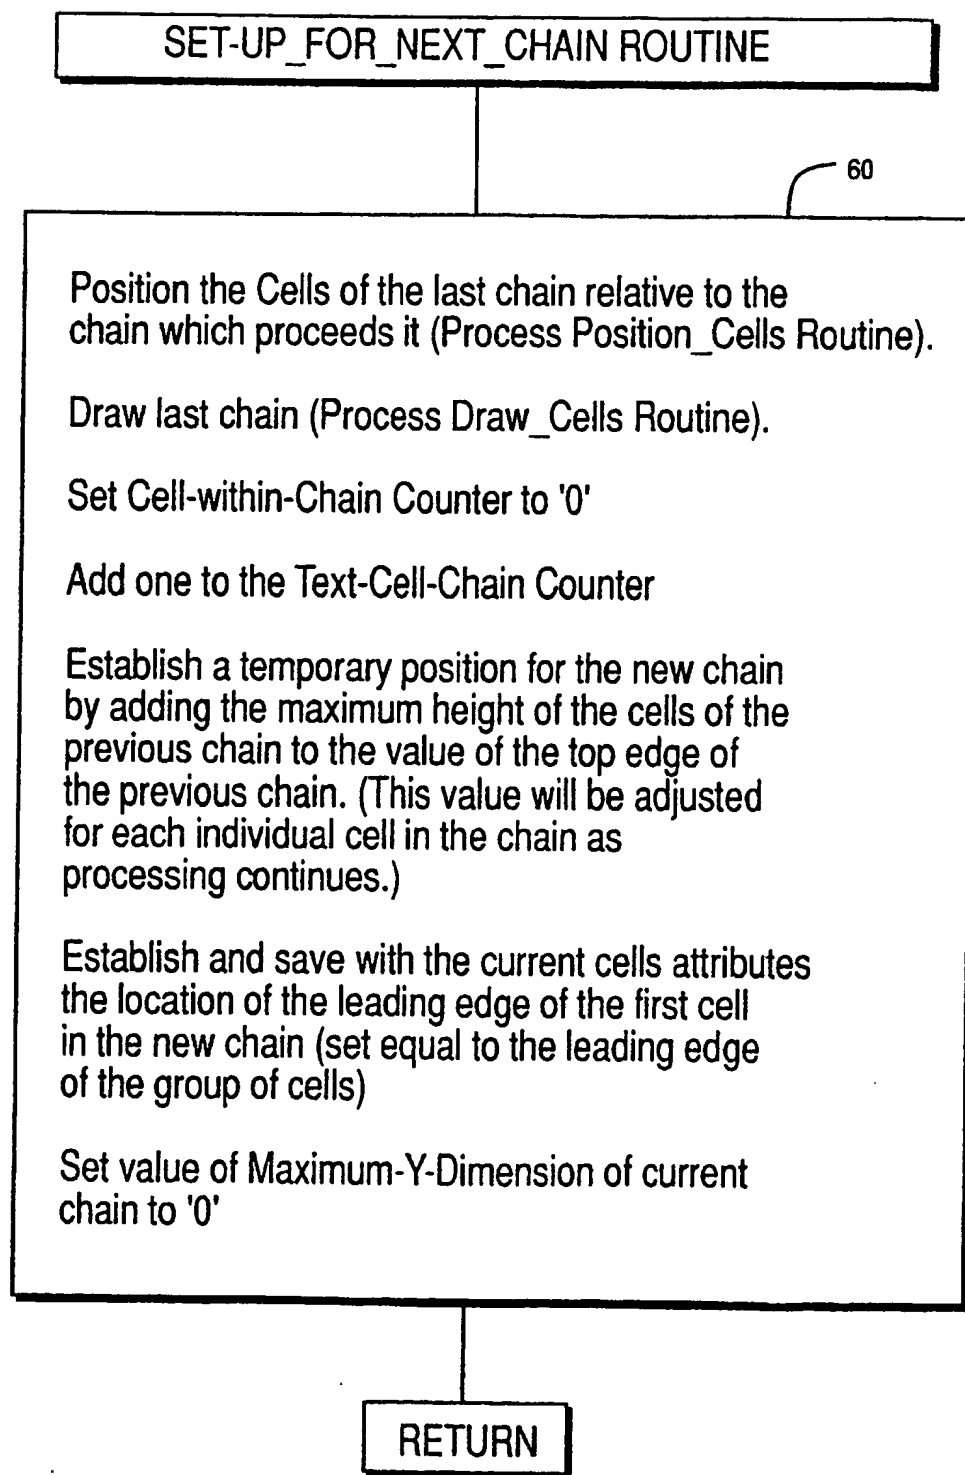 SET-UP_FOR_NEXT_CHAIN ROUTINE
60
Position the Cells of the last chain relative to the
chain which proceeds it (Process Position_Cells Routine).
Draw last chain (Process Draw_Cells Routine).
Set Cell-within-Chain Counter to '0'
Add one to the Text-Cell-Chain Counter
Establish a temporary position for the new chain
by adding the maximum height of the cells of the
previous chain to the value of the top edge of
the previous chain. (This value will be adjusted
for each individual cell in the chain as
processing continues.)
Establish and save with the current cells attributes
the location of the leading edge of the first cell
in the new chain (set equal to the leading edge
of the group of cells)
Set value of Maximum-Y-Dimension of current
chain to '0'
RETURN